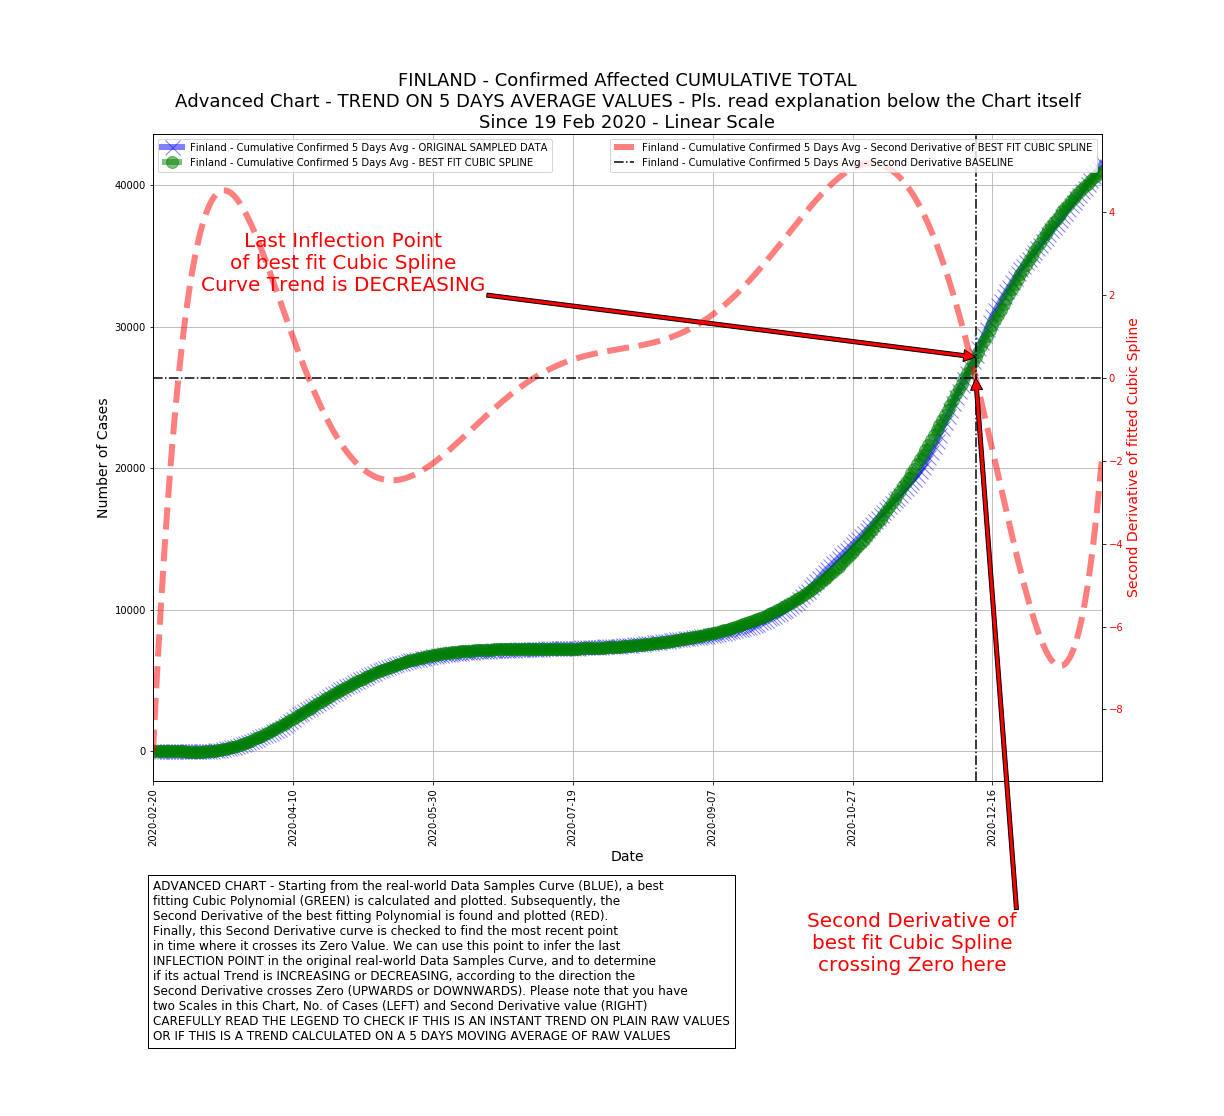 FINLAND - Confirmed Affected CUMULATIVE TOTAL
Advanced Chart - TREND ON 5 DAYS AVERAGE VALUES - Pls. read explanation below the Chart itself
Since 19 Feb 2020 - Linear Scale
Finland - Cumulative Confirmed 5 Days Avg - ORIGINAL SAMPLED DATA
Finland - Cumulative Confirmed 5 Days Avg - BEST FIT CUBIC SPLINE
Finland - Cumulative Confirmed 5 Days Avg - Second Derivative of BEST FIT CUBIC SPLINE
Finland - Cumulative Confirmed 5 Days Avg - Second Derivative BASELINE
Last Inflection Point
of best fit Cubic Spline
Curve Trend is DECREASING
Number of Cases
40000
30000
20000
10000
0
4
2
0
−2
−4
−6
−8
Second Derivative of fitted Cubic Spline
2020-02-20
2020-04-10
2020-05-30
2020-07-19
2020-09-07
2020-10-27
2020-12-16
Date
Second Derivative of
best fit Cubic Spline
crossing Zero here
ADVANCED CHART - Starting from the real-world Data Samples Curve (BLUE), a best
fitting Cubic Polynomial (GREEN) is calculated and plotted. Subsequently, the
Second Derivative of the best fitting Polynomial is found and plotted (RED).
Finally, this Second Derivative curve is checked to find the most recent point
in time where it crosses its Zero Value. We can use this point to infer the last
INFLECTION POINT in the original real-world Data Samples Curve, and to determine
if its actual Trend is INCREASING or DECREASING, according to the direction the
Second Derivative crosses Zero (UPWARDS or DOWNWARDS). Please note that you have
two Scales in this Chart, No. of Cases (LEFT) and Second Derivative value (RIGHT)
CAREFULLY READ THE LEGEND TO CHECK IF THIS IS AN INSTANT TREND ON PLAIN RAW VALUES
OR IF THIS IS A TREND CALCULATED ON A 5 DAYS MOVING AVERAGE OF RAW VALUES